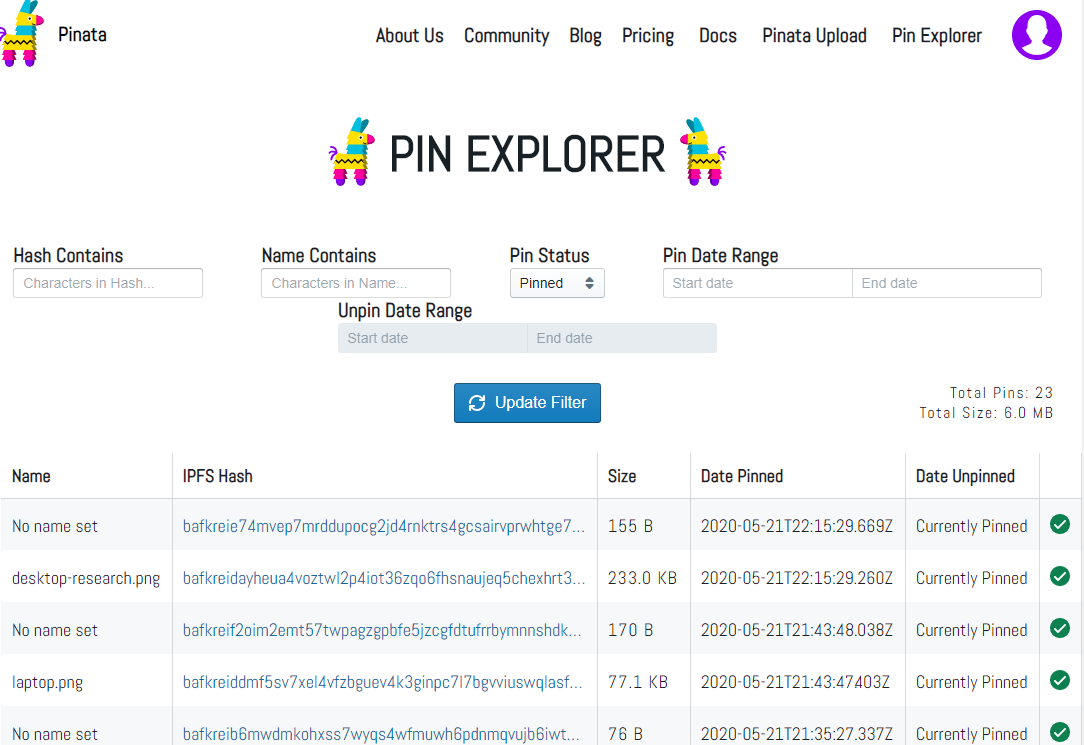 Pinata About Us Community Blog Pricing Docs Pinata Upload Pin Explorer
PIN EXPLORER
Hash Contains Name Contains Pin Status Pin Date Range
Characters in Hash... Characters in Name... Pinned Start date End date
Unpin Date Range
Start date End date
Update Filter
Total Pins: 23
Total Size: 6.0 MB
Name IPFS Hash Size Date Pinned Date Unpinned
No name set bafkreie74mvep7mrddupocg2jd4rnktrs4gcsairvprwhtge7... 155 B 2020-05-21T22:15:29.669Z Currently Pinned
desktop-research.png bafkreidayheua4voztwl2p4iot36zqo6fhsnaujeq5chexhrt3... 233.0 KB 2020-05-21T22:15:29.260Z Currently Pinned
No name set bafkreif2oim2emt57twpagzgpbfe5jzcgfdtufrrbymnnshdk... 170 B 2020-05-21T21:43:48.038Z Currently Pinned
laptop.png bafkreiddmf5sv7xel4vfzbguev4k3ginpc7l7bgvviuswqlasf... 77.1 KB 2020-05-21T21:43:47.403Z Currently Pinned
No name set bafkreib6mwdmkohxss7wyqs4wfmuwh6pdnmqvujb6iwt... 76 B 2020-05-21T21:35:27.337Z Currently Pinned